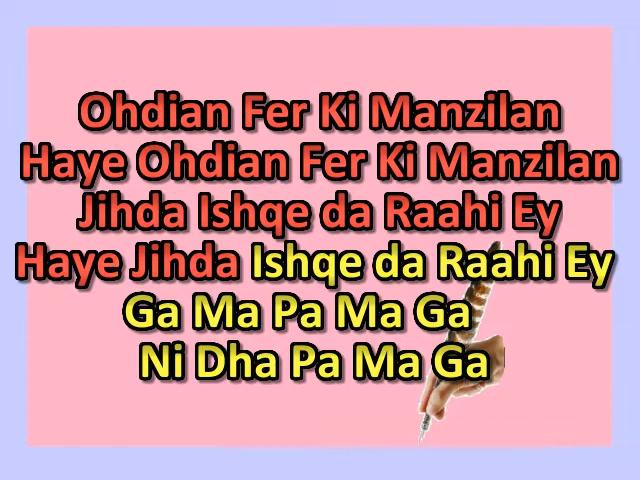 Ohdian Fer Ki Manzilan
Haye Ohdian Fer Ki Manzilan
Jihda Ishqe da Raahi Ey
Haye Jihda Ishqe da Raahi Ey
Ga Ma Pa Ma Ga
Ni Dha Pa Ma Ga